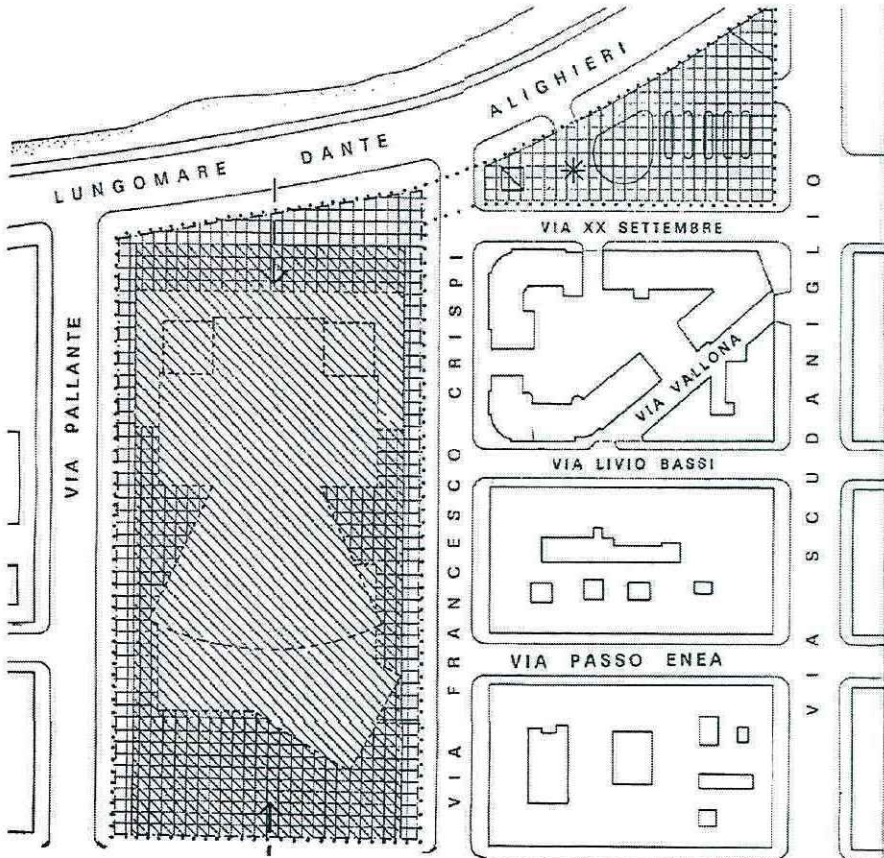 LUNGOMARE DANTE ALIGHIERI
VIA XX SETTEMBRE
VIA PALLANTE
VIA FRANCESCO CRISPI
VIA VALLONA
VIA SCUDANIGLIO
VIA LIVIO BASSI
VIA PASSO ENEA